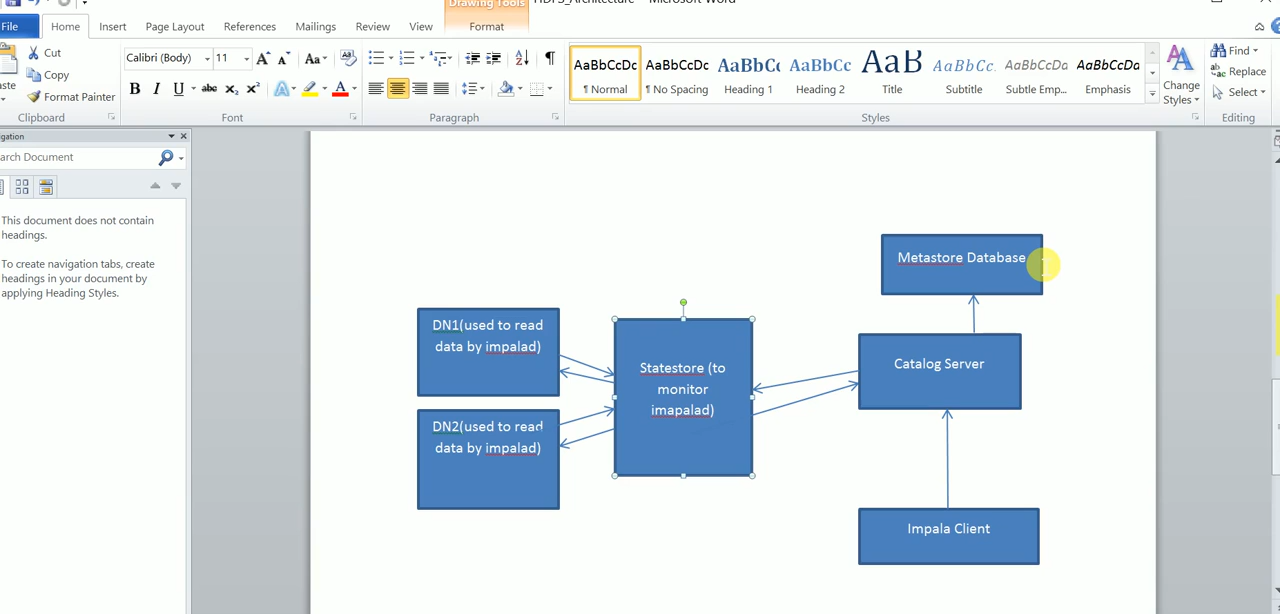 HDFS_Architecture - Microsoft Word
Drawing Tools
File
Home
Insert
Page Layout
References
Mailings
Review
View
Format
Cut
Copy
Format Painter
Clipboard
Calibri (Body)
11
Font
Paragraph
AaBbCcDc
¶ Normal
AaBbCcDc
¶ No Spacing
AaBbCc
Heading 1
AaBbCc
Heading 2
AaB
Title
AaBbCc.
Subtitle
AaBbCcDa
Subtle Emp...
AaBbCcDa
Emphasis
Change
Styles
Styles
Find
Replace
Select
Editing
This document does not contain
headings.
To create navigation tabs, create
headings in your document by
applying Heading Styles.
Metastore Database
DN1(used to read
data by impalad)
Statestore (to
monitor
imapalad)
Catalog Server
DN2(used to read
data by impalad)
Impala Client